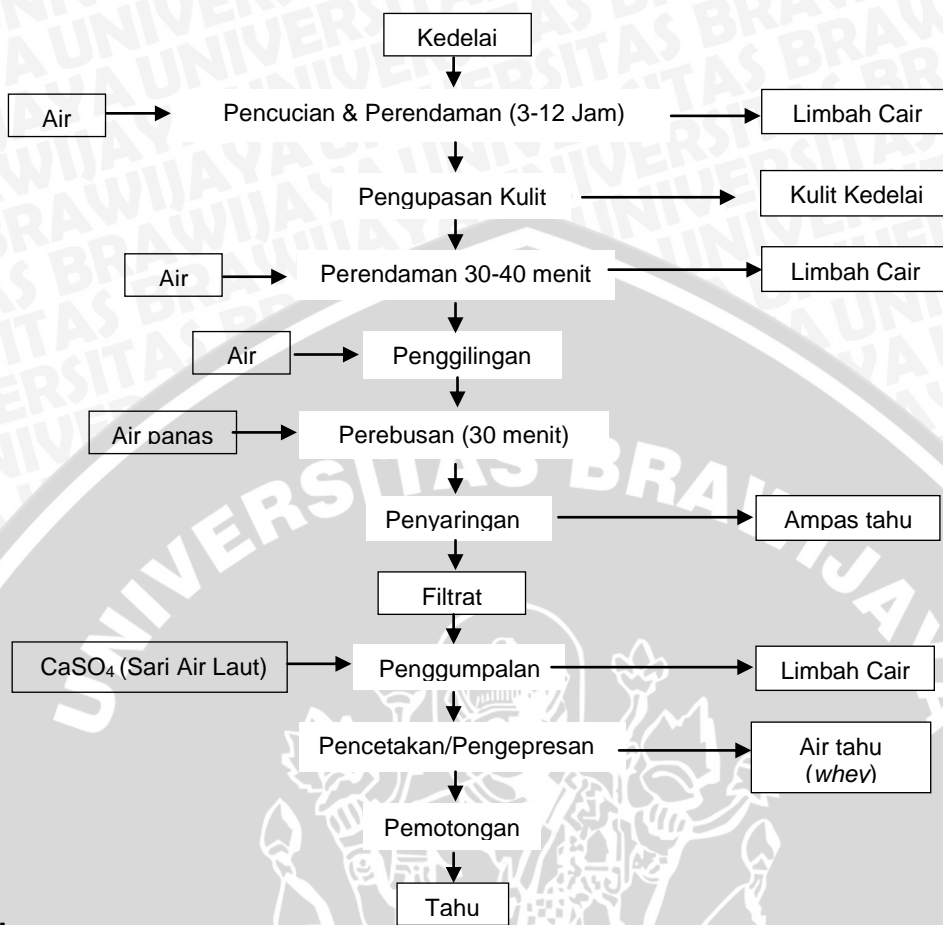 Kedelai
Air
Pencucian & Perendaman (3-12 Jam)
Limbah Cair
Pengupasan Kulit
Kulit Kedelai
Air
Perendaman 30-40 menit
Limbah Cair
Air
Penggilingan
Air panas
Perebusan (30 menit)
Penyaringan
Ampas tahu
Filtrat
CaSO₄ (Sari Air Laut)
Penggumpalan
Limbah Cair
Pencetakan/Pengepresan
Air tahu
(whey)
Pemotongan
Tahu
UNIVERSITAS BRAWIJAYA